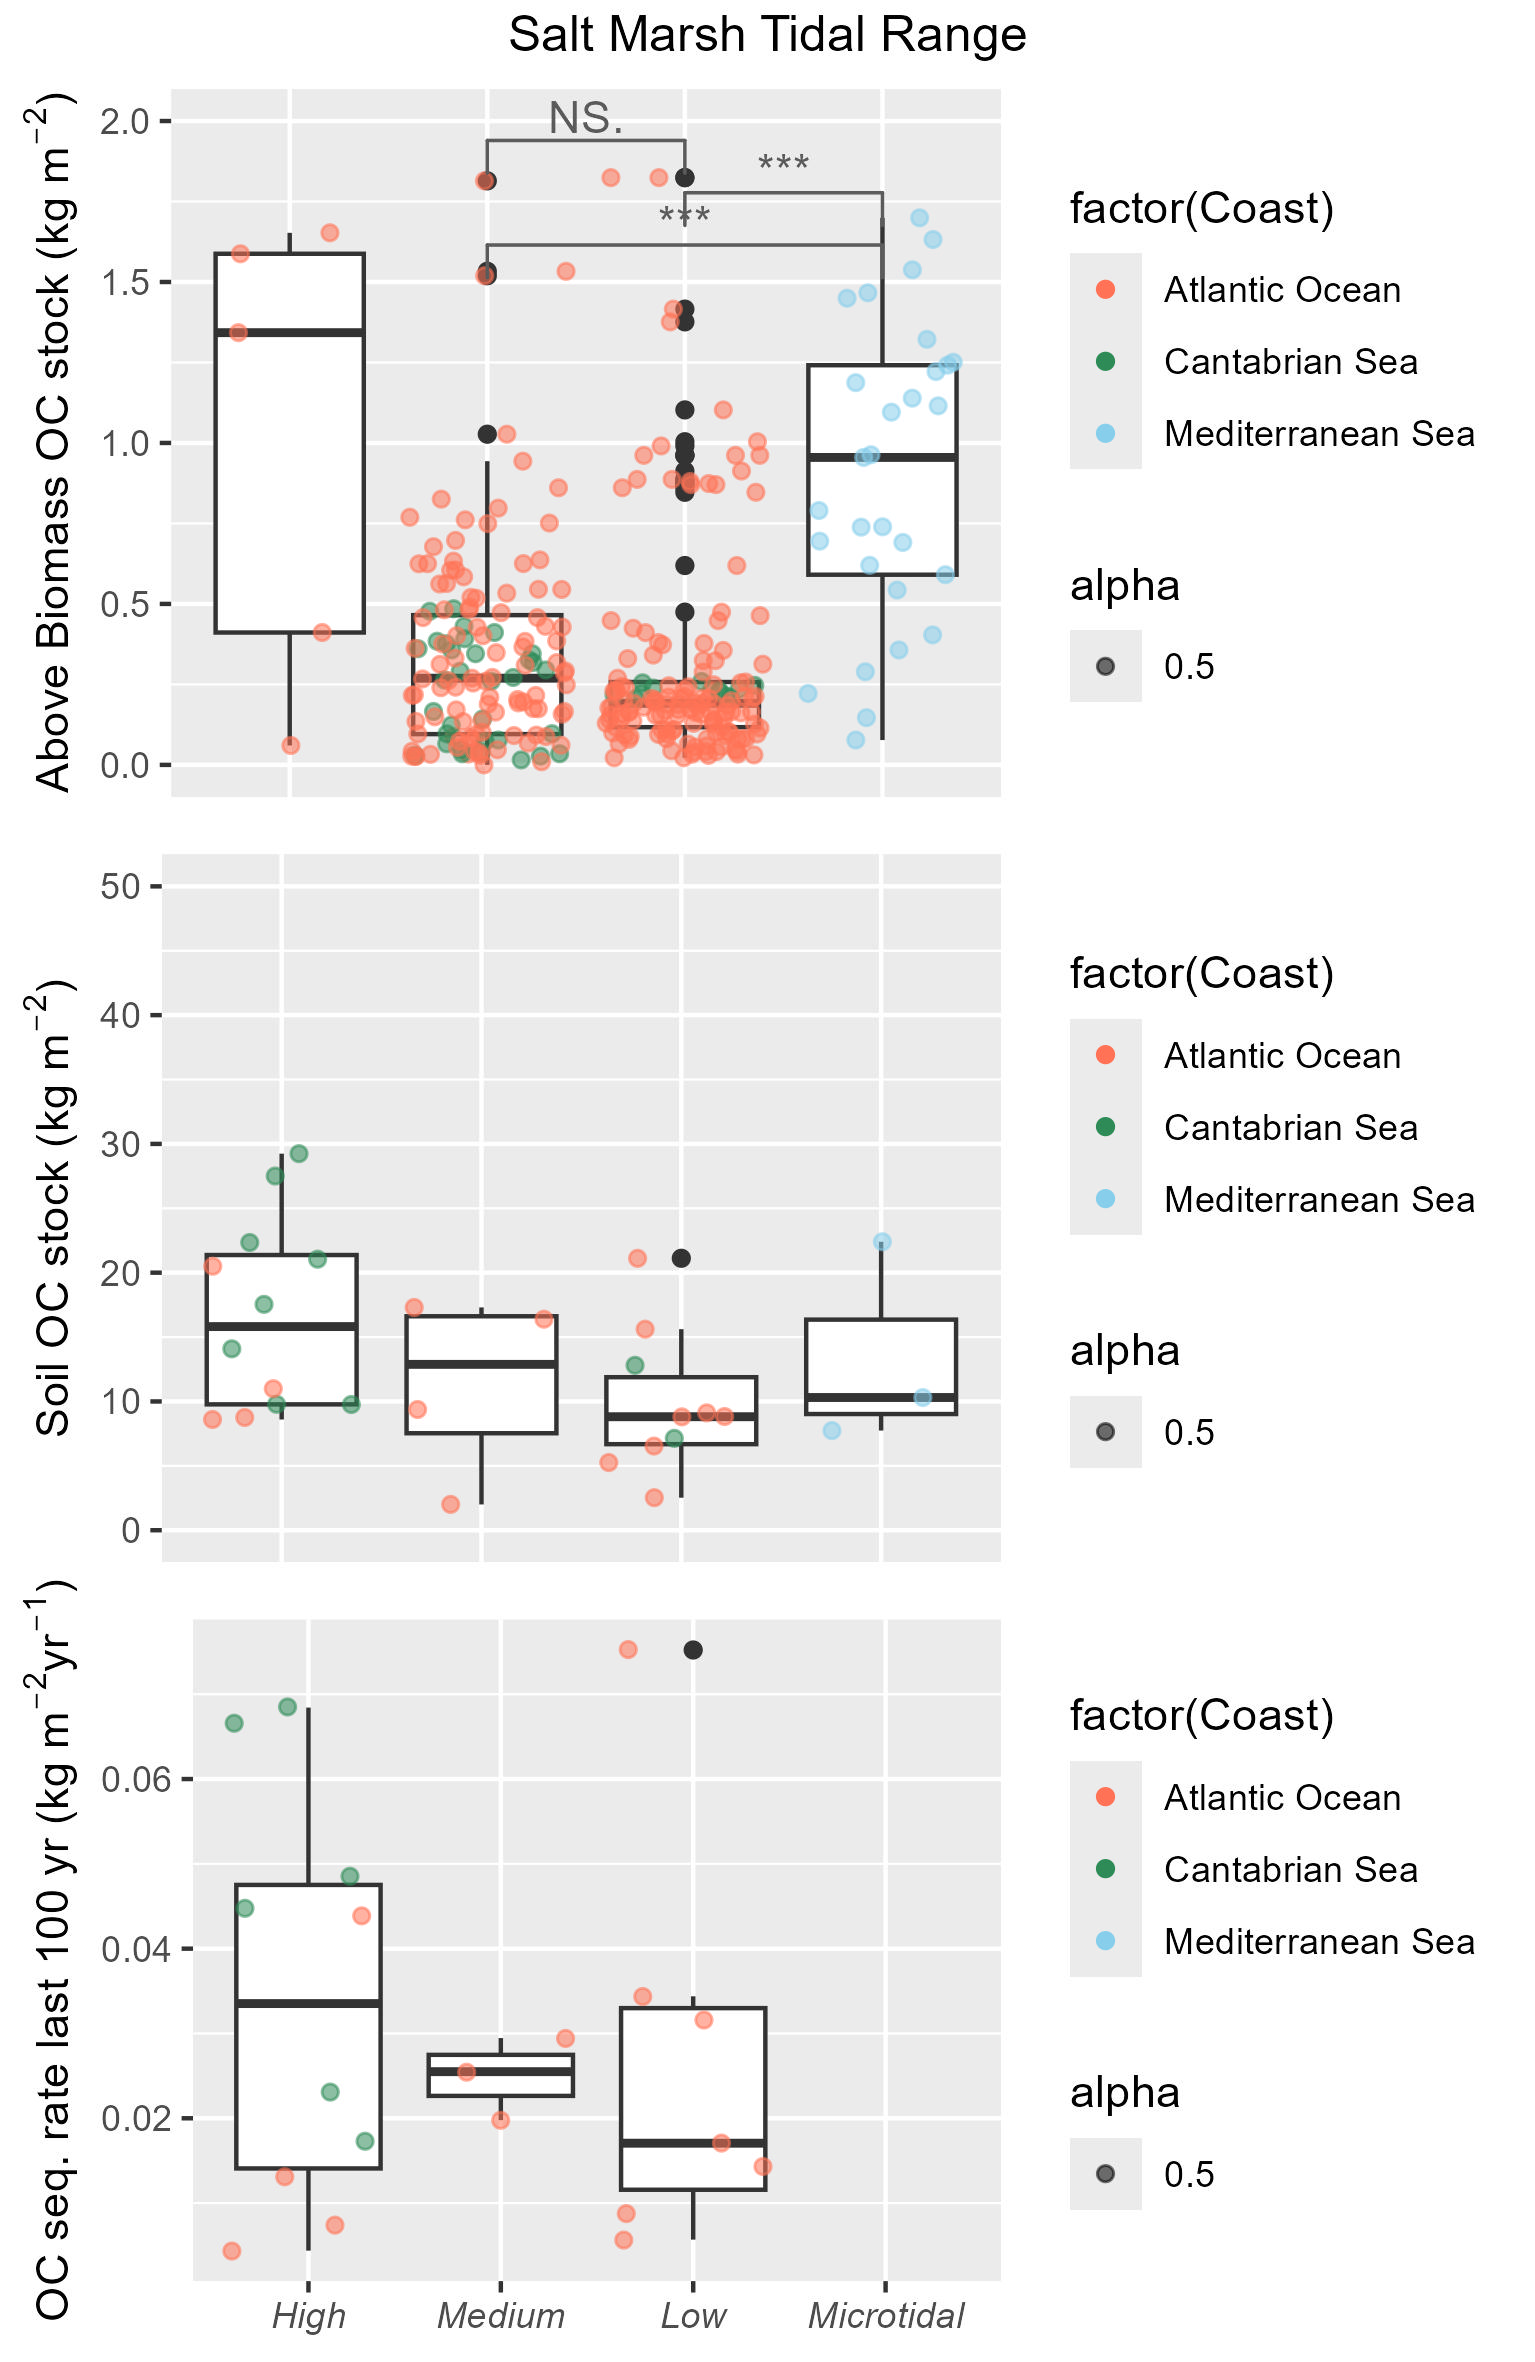 Salt Marsh Tidal Range
Above Biomass OC stock (kg m⁻²)
2.0
1.5
1.0
0.5
0.0
NS.
***
***
factor(Coast)
Atlantic Ocean
Cantabrian Sea
Mediterranean Sea
alpha
0.5
Soil OC stock (kg m⁻²)
50
40
30
20
10
0
factor(Coast)
Atlantic Ocean
Cantabrian Sea
Mediterranean Sea
alpha
0.5
OC seq. rate last 100 yr (kg m⁻²yr⁻¹)
0.06
0.04
0.02
High Medium Low Microtidal
factor(Coast)
Atlantic Ocean
Cantabrian Sea
Mediterranean Sea
alpha
0.5